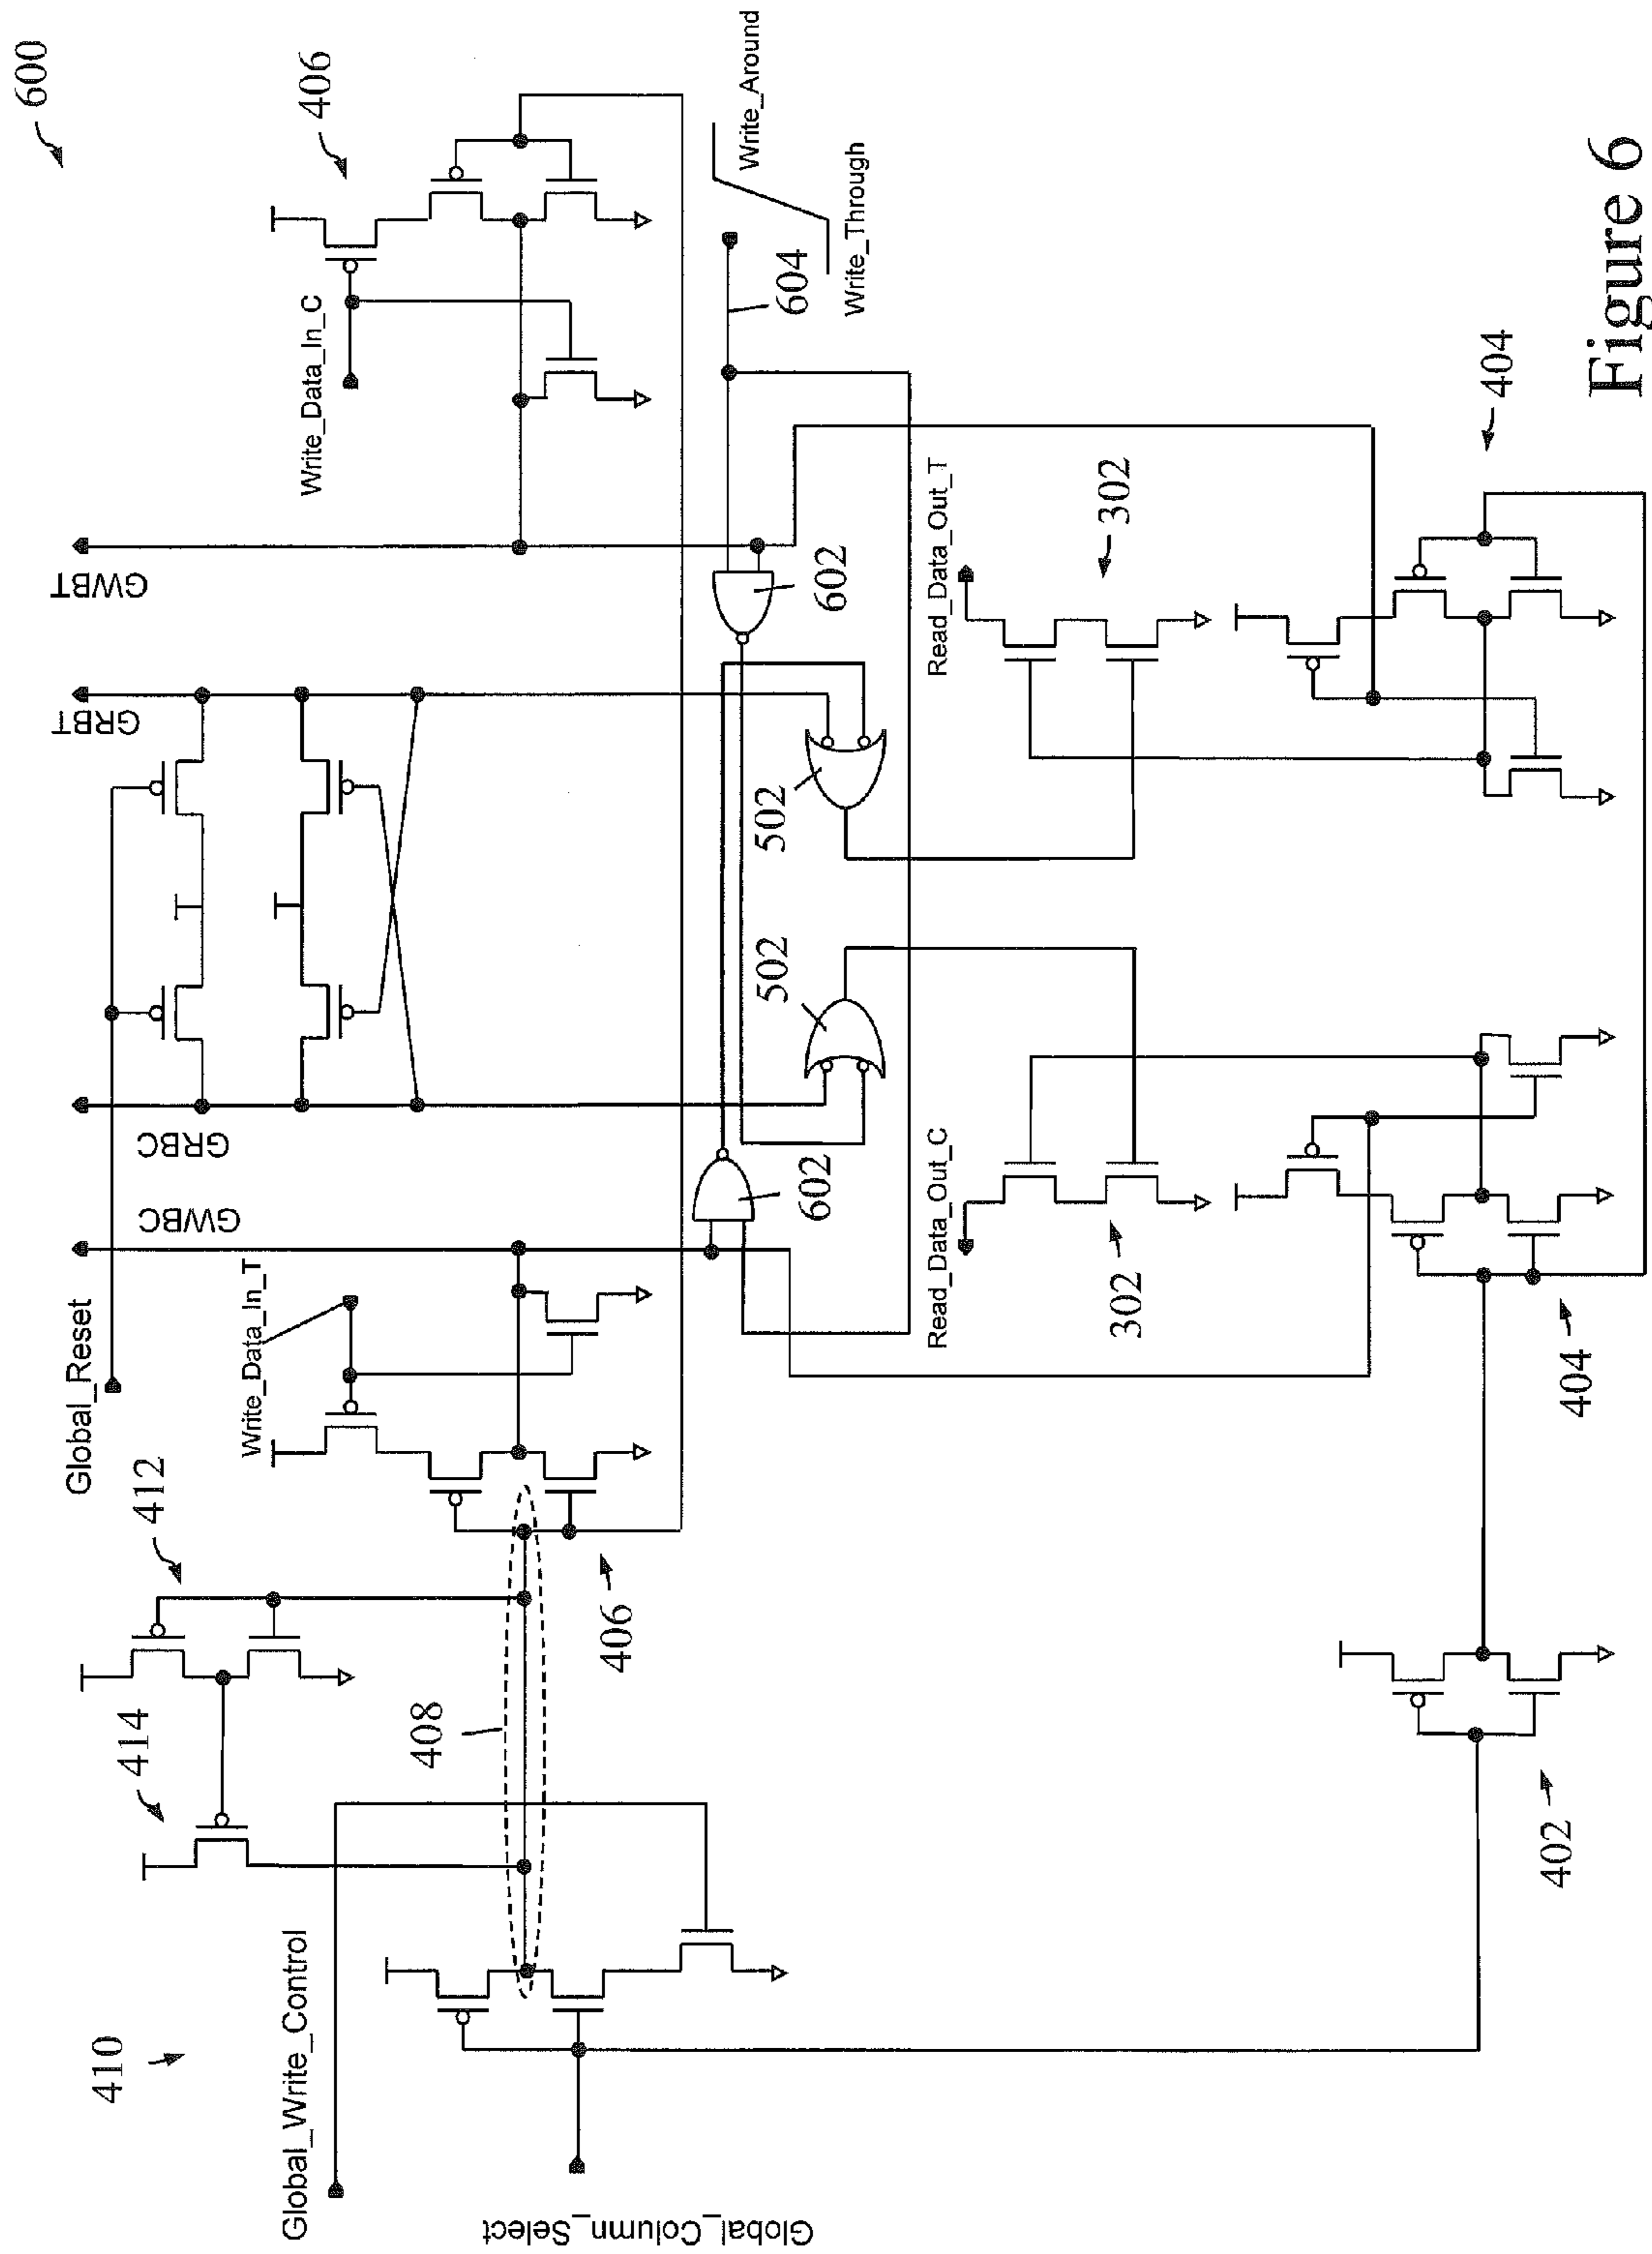 600
410
Global_Write_Control
Global_Column_Select
414
412
408
406
Global_Reset
Write_Data_In_T
GWBC
GRBC
GRBT
GWBT
Write_Data_In_C
406
Write_Around
Write_Through
604
602
602
502
502
Read_Data_Out_C
302
Read_Data_Out_T
302
402
404
404
Figure 6